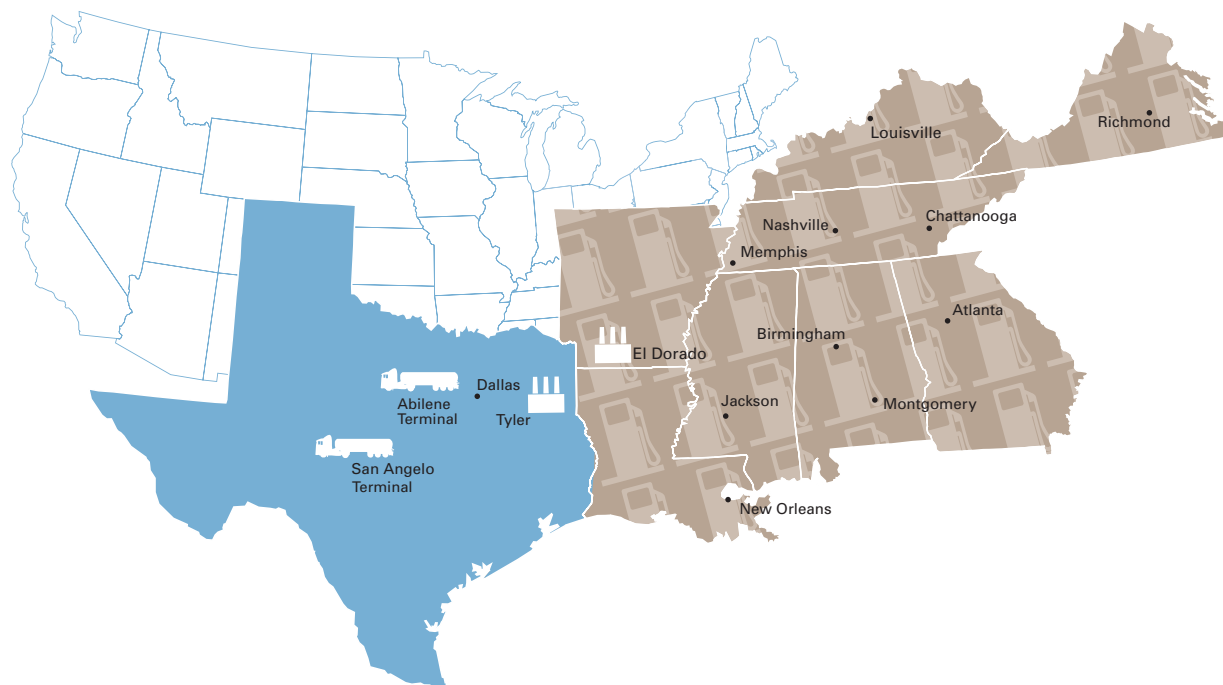 Richmond
Louisville
Chattanooga
Nashville
Memphis
Atlanta
Birmingham
El Dorado
Dallas
Abilene
Terminal
Tyler
Jackson
Montgomery
San Angelo
Terminal
New Orleans